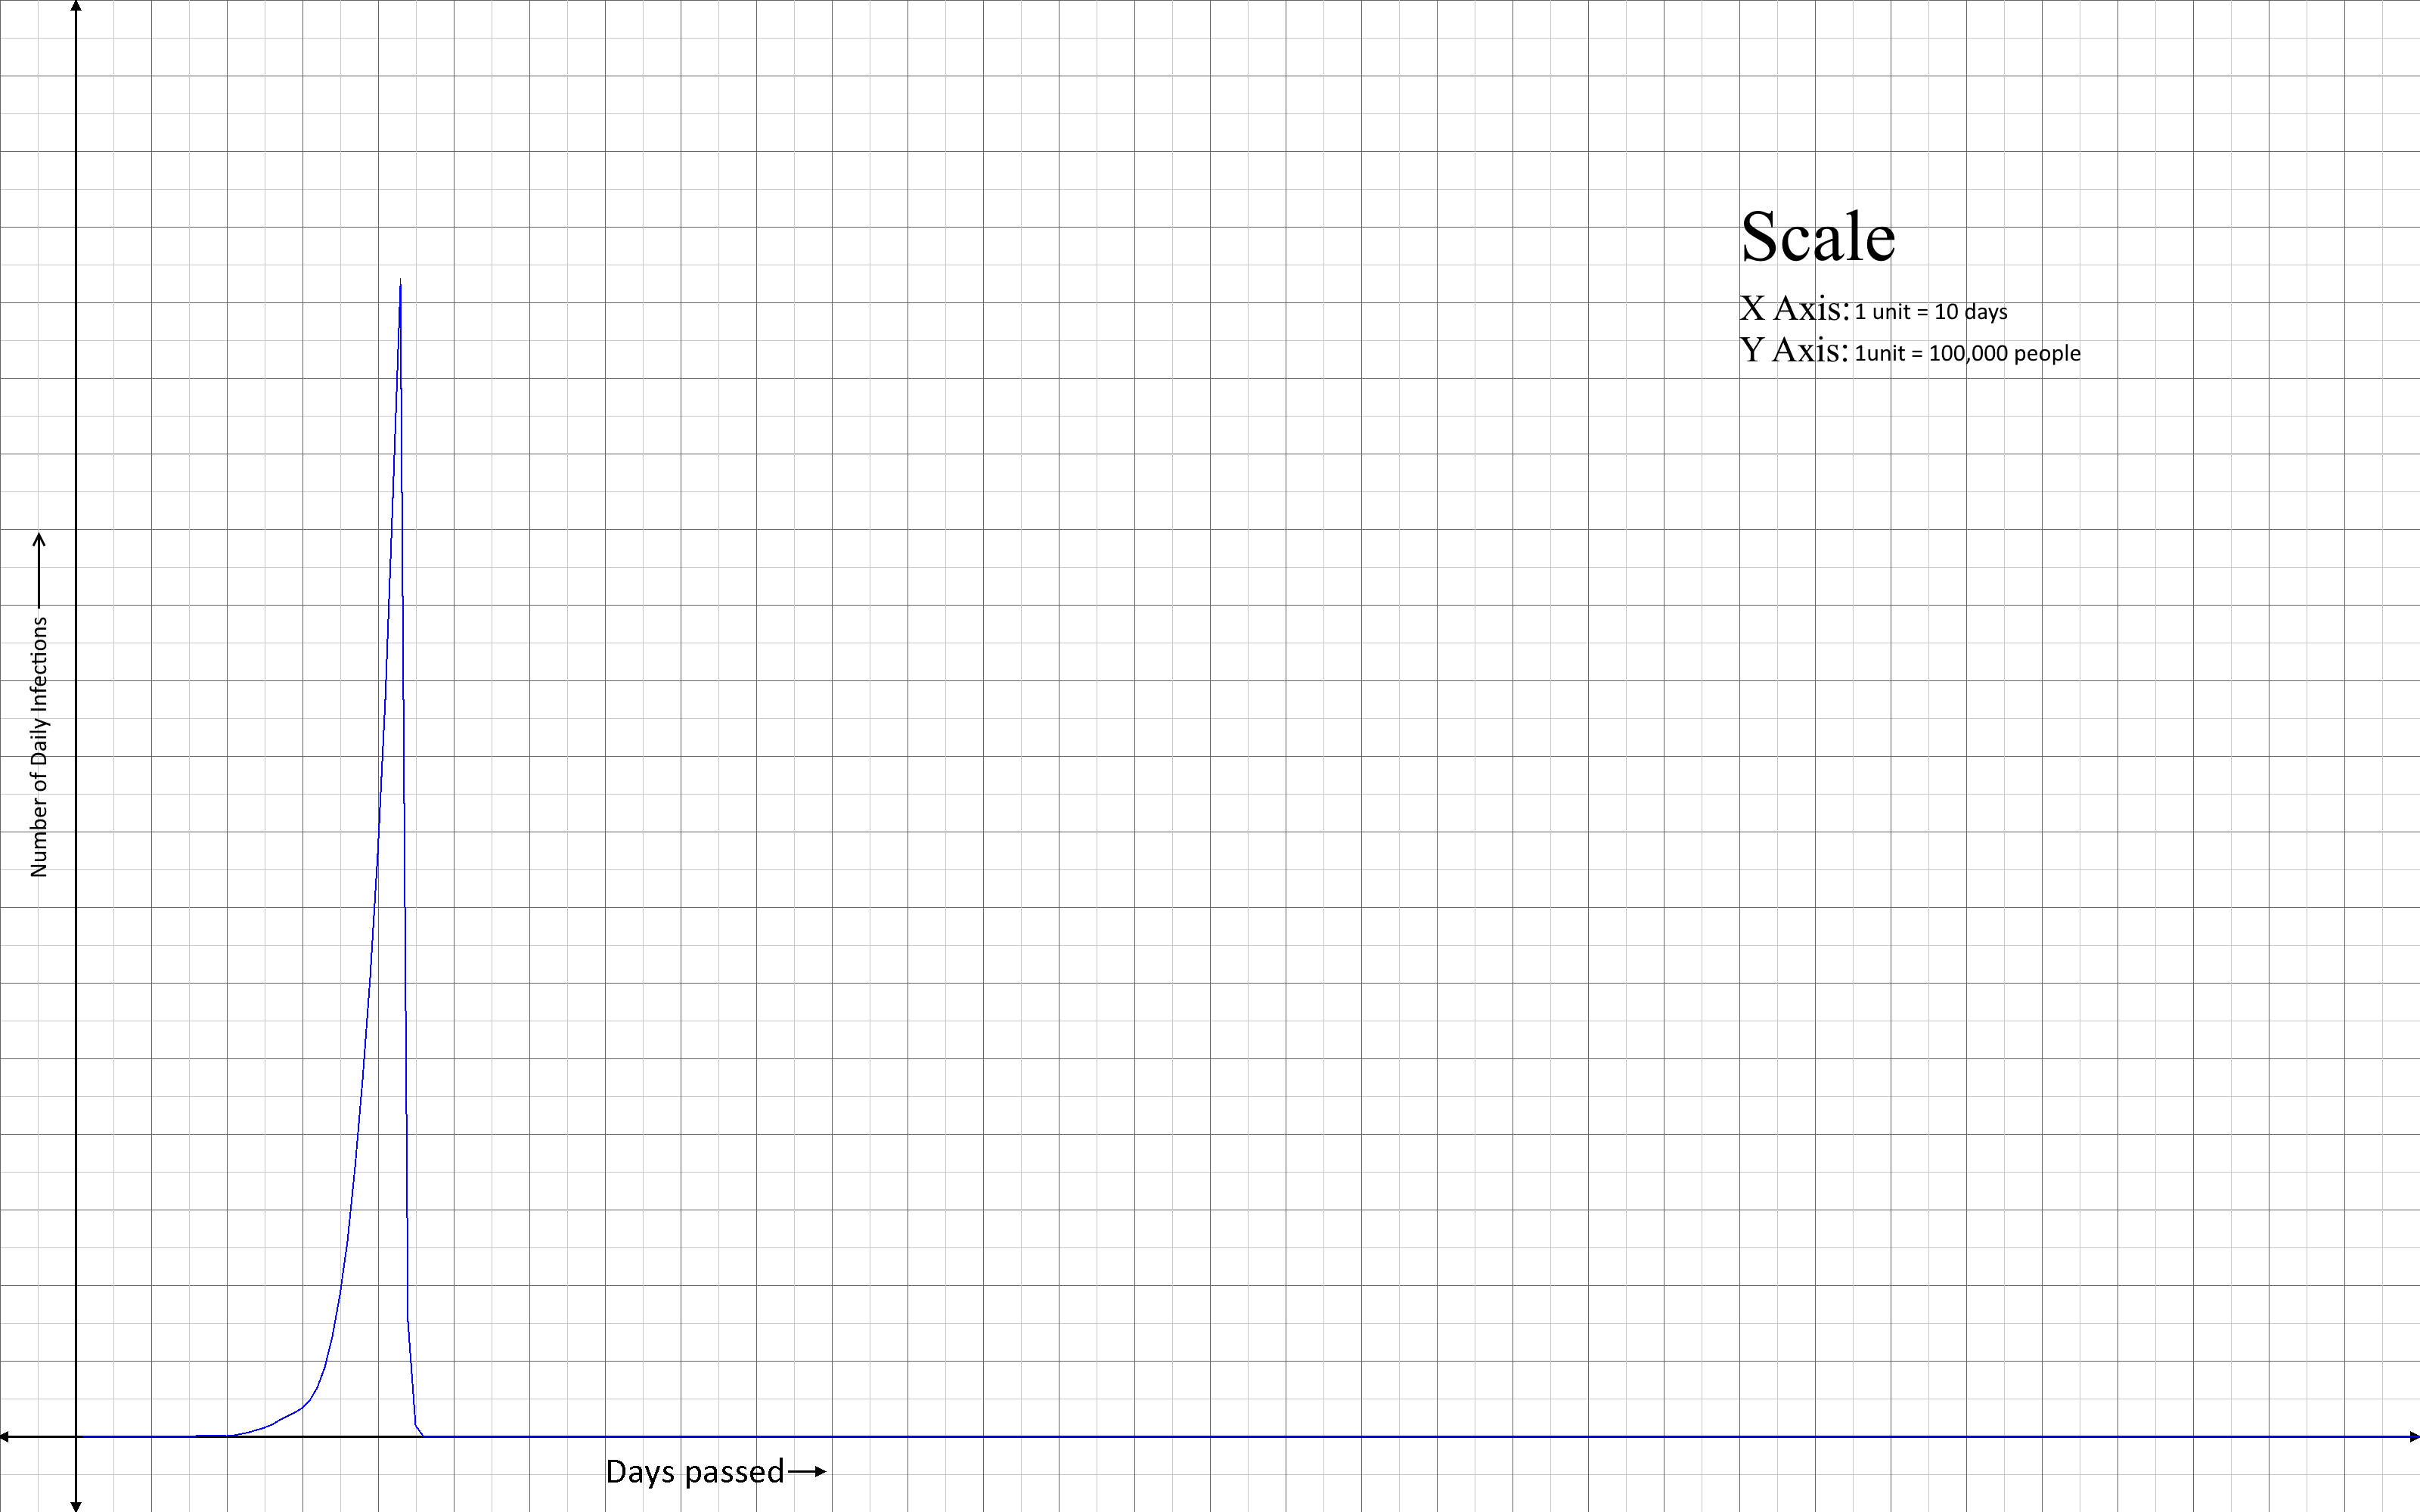 Scale
X Axis: 1 unit = 10 days
Y Axis: 1unit = 100,000 people
Number of Daily Infections
Days passed